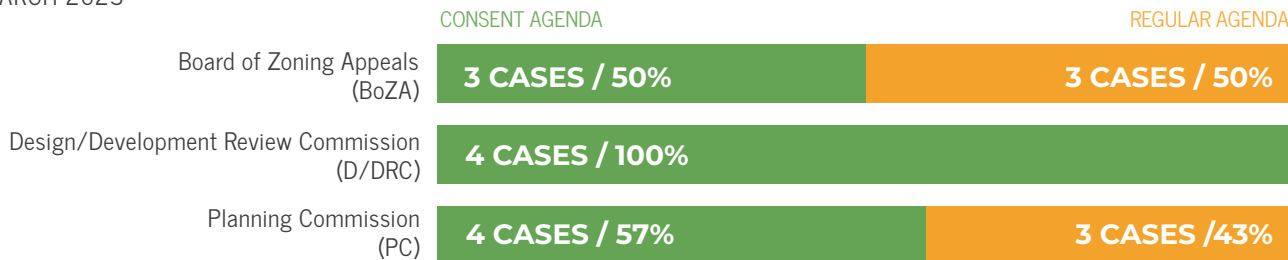 CONSENT AGENDA
REGULAR AGENDA
Board of Zoning Appeals
(BoZA)
3 CASES / 50%
3 CASES / 50%
Design/Development Review Commission
(D/DRC)
4 CASES / 100%
Planning Commission
(PC)
4 CASES / 57%
3 CASES /43%